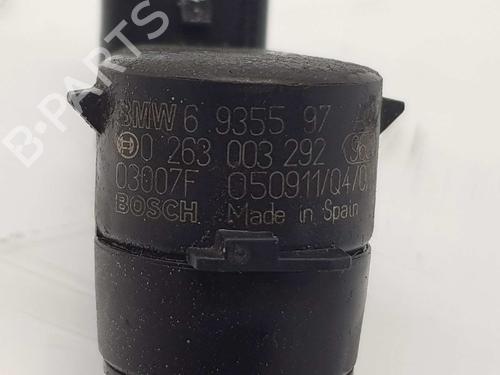 BMW 6 9355 97
0 263 003 292
03007F 050911/Q4/0
BOSCH Made in Spain
B-PARTS